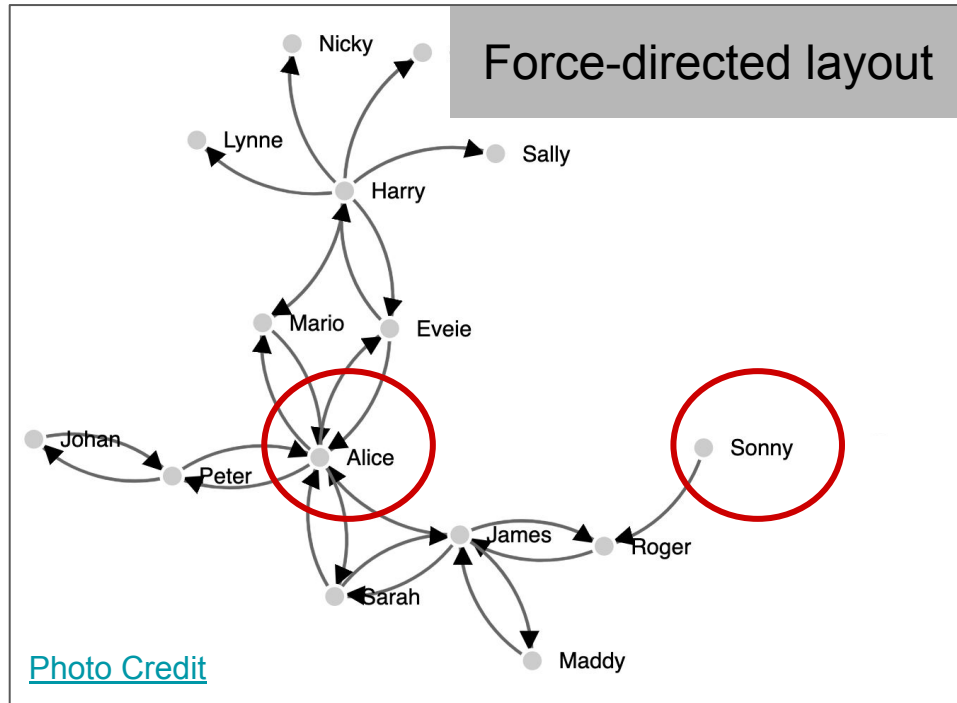 Nicky
Force-directed layout
Lynne
Sally
Harry
Mario
Eveie
Johan
Alice
Sonny
Peter
James
Roger
Sarah
Maddy
Photo Credit